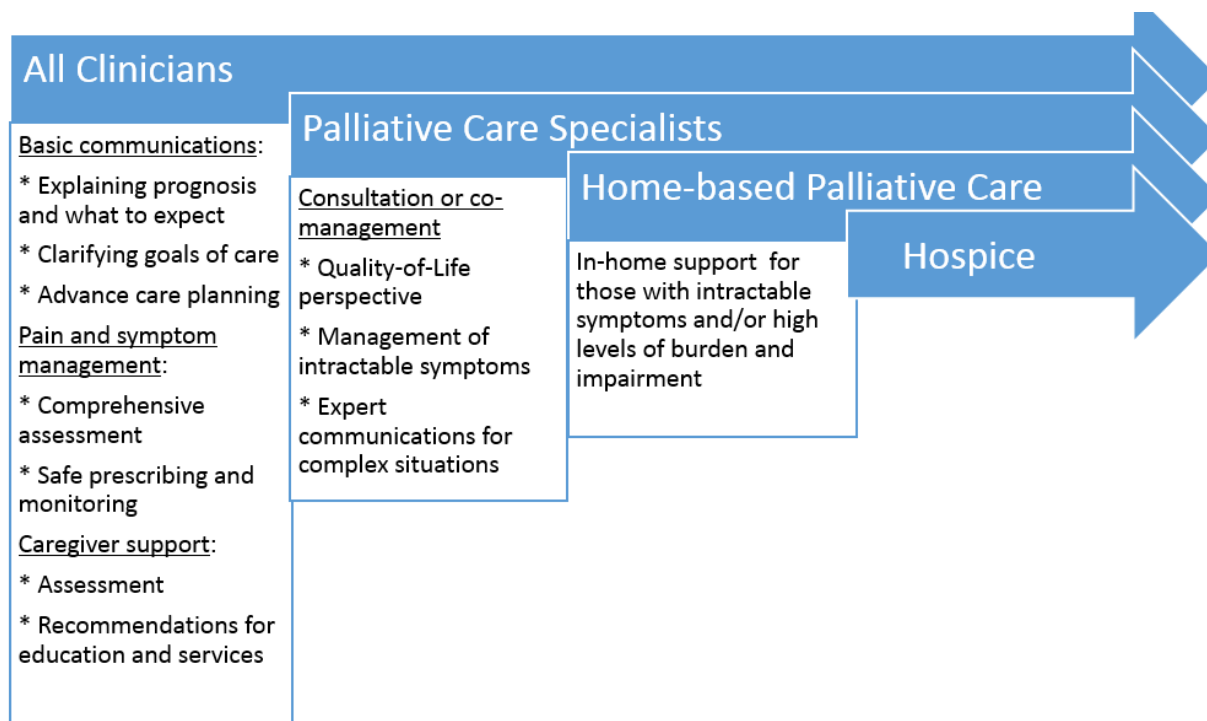 All Clinicians
Basic communications:
* Explaining prognosis
and what to expect
* Clarifying goals of care
* Advance care planning
Pain and symptom
management:
* Comprehensive
assessment
* Safe prescribing and
monitoring
Caregiver support:
* Assessment
* Recommendations for
education and services
Palliative Care Specialists
Consultation or co-
management
* Quality-of-Life
perspective
* Management of
intractable symptoms
* Expert
communications for
complex situations
Home-based Palliative Care
In-home support for
those with intractable
symptoms and/or high
levels of burden and
impairment
Hospice